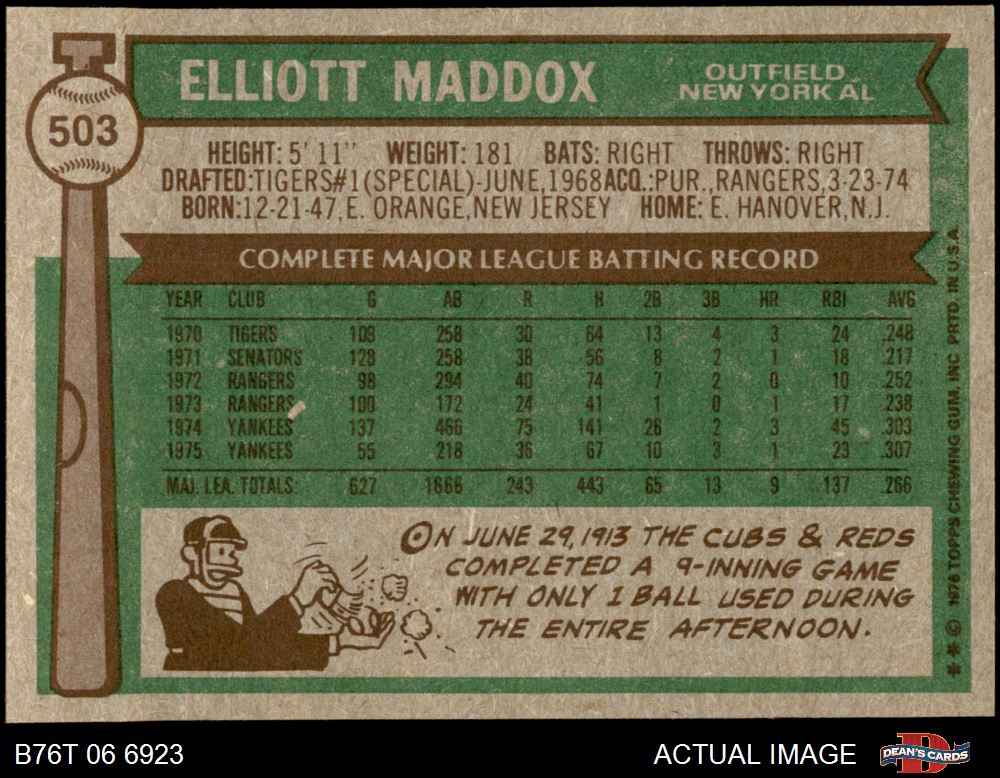 503
ELLIOTT MADDOX
OUTFIELD
NEW YORK AL
HEIGHT: 5' 11" WEIGHT: 181 BATS: RIGHT THROWS: RIGHT
DRAFTED:TIGERS#1(SPECIAL)-JUNE,1968 ACQ.:PUR.,RANGERS,3-23-74
BORN:12-21-47,E. ORANGE,NEW JERSEY HOME: E. HANOVER,N.J.
COMPLETE MAJOR LEAGUE BATTING RECORD
YEAR CLUB G AB R H 2B 3B HR RBI AVG
1970 TIGERS 109 258 30 64 13 4 3 24 .248
1971 SENATORS 128 258 38 56 8 2 1 18 .217
1972 RANGERS 98 294 40 74 7 2 0 10 .252
1973 RANGERS 100 172 24 41 1 0 1 17 .238
1974 YANKEES 137 466 75 141 26 2 3 45 .303
1975 YANKEES 55 218 36 67 10 3 1 23 .307
MAJ. LEA. TOTALS: 627 1666 243 443 65 13 9 137 .266
ON JUNE 29, 1913 THE CUBS & REDS
COMPLETED A 9-INNING GAME
WITH ONLY 1 BALL USED DURING
THE ENTIRE AFTERNOON.
* * © 1976 TOPPS CHEWING GUM, INC PRTD. IN U.S.A.
B76T 06 6923
ACTUAL IMAGE
DEAN'S CARDS